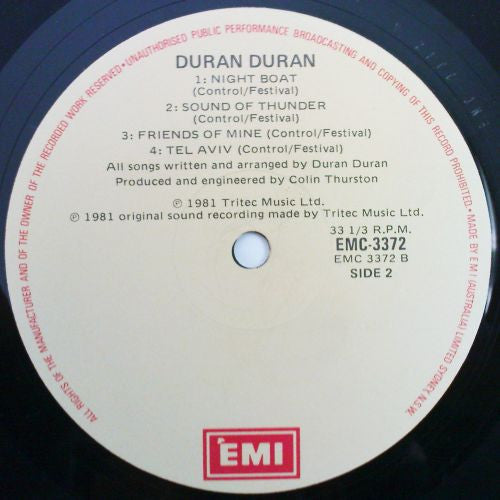 ALL RIGHTS OF THE MANUFACTURER AND OF THE OWNER OF THE RECORDED WORK RESERVED • UNAUTHORISED PUBLIC PERFORMANCE BROADCASTING AND COPYING OF THIS RECORD PROHIBITED. • MADE BY E M I (AUSTRALIA) LIMITED SYDNEY, N.S.W.
DURAN DURAN
1: NIGHT BOAT
(Control/Festival)
2: SOUND OF THUNDER
(Control/Festival)
3: FRIENDS OF MINE (Control/Festival)
4: TEL AVIV (Control/Festival)
All songs written and arranged by Duran Duran
Produced and engineered by Colin Thurston
℗ 1981 Tritec Music Ltd.
℗ 1981 original sound recording made by Tritec Music Ltd.
33 1/3 R.P.M.
EMC-3372
EMC 3372 B
SIDE 2
EMI